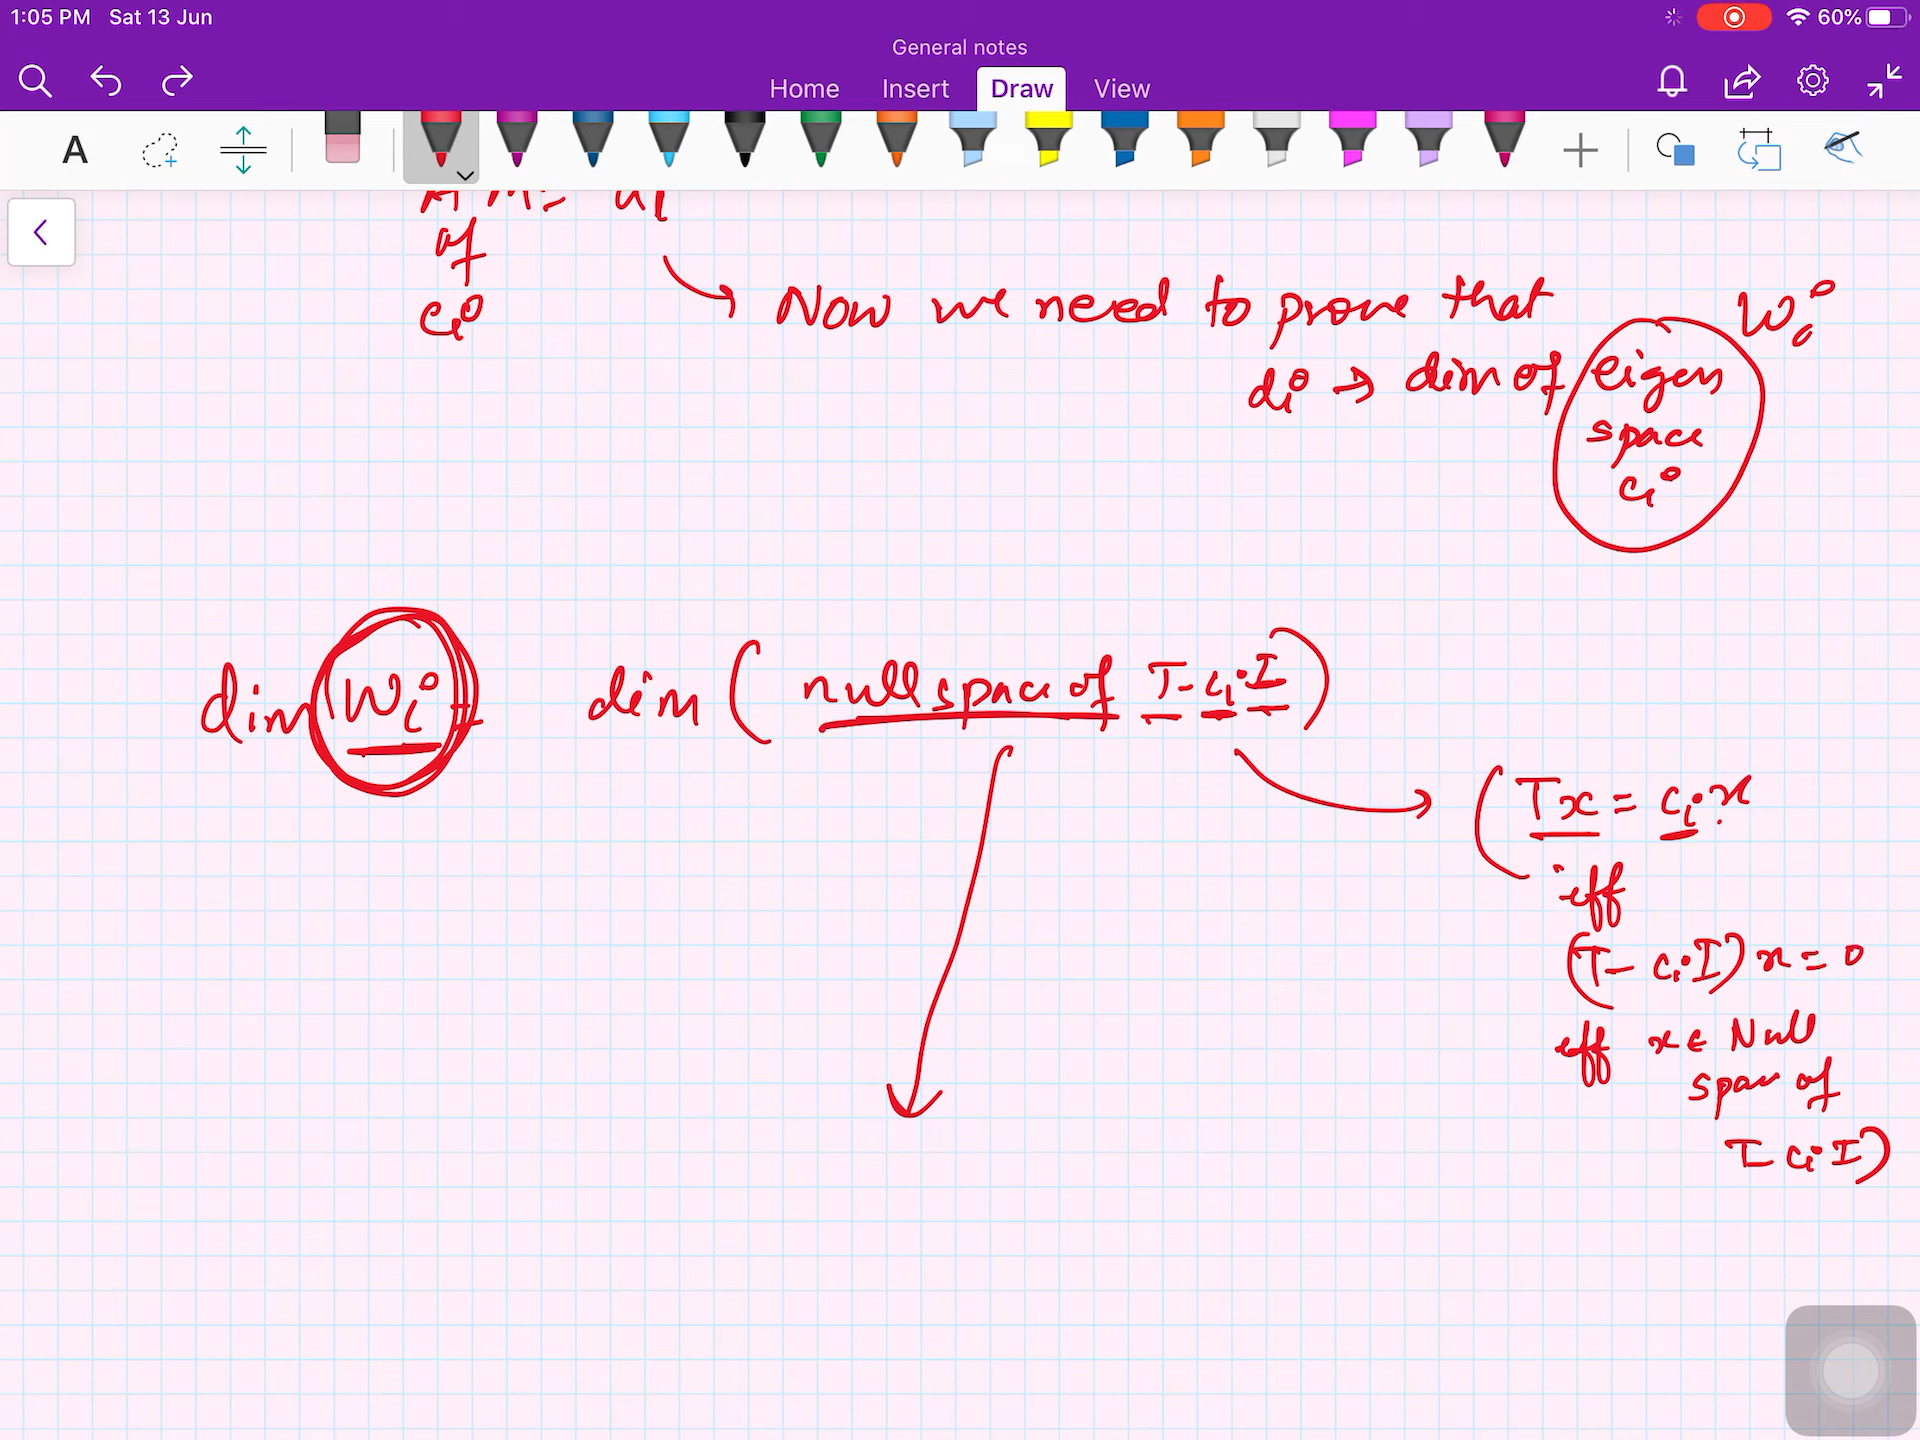 1:05 PM Sat 13 Jun
60%
General notes
Home Insert Draw View
A
of
ci
Now we need to prove that Wi
di → dim of eigen
space
ci
dim Wi = dim (null space of T-ciI)
(Tx = cix
iff
(T- ciI) x = 0
iff x ∈ Null
space of
T-ciI)